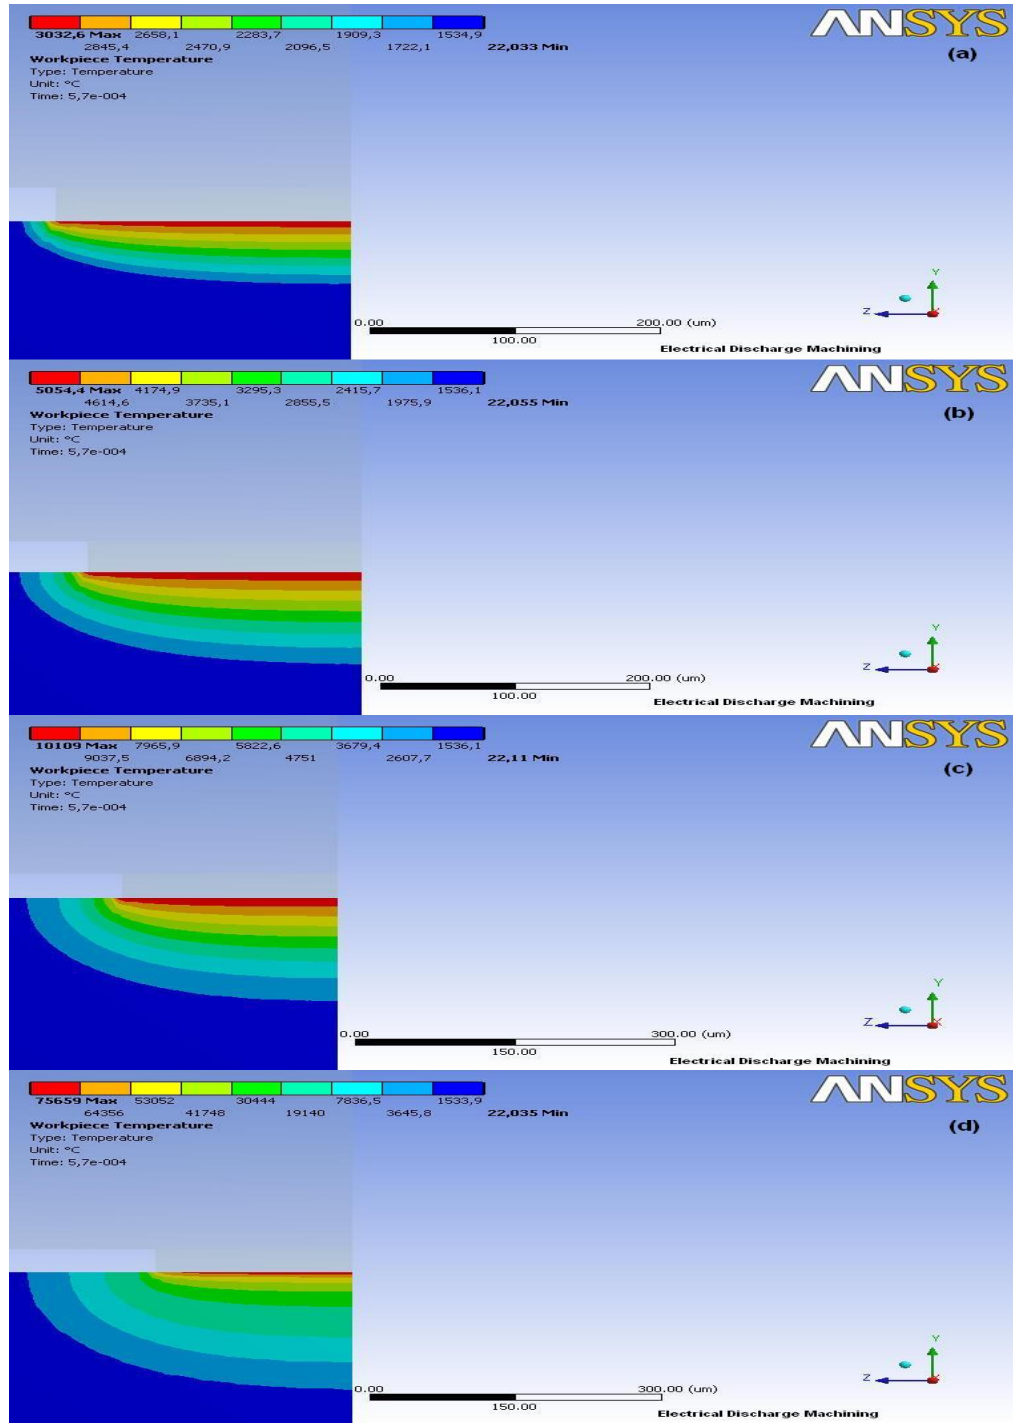 ANSYS
3032,6 Max 2658,1 2283,7 1909,3 1534,9
2845,4 2470,9 2096,5 1722,1 22,033 Min
(a)
Workpiece Temperature
Type: Temperature
Unit: °C
Time: 5,7e-004
Y
Z
X
0.00 200.00 (um)
100.00
Electrical Discharge Machining
ANSYS
5054,4 Max 4174,9 3295,3 2415,7 1536,1
4614,6 3735,1 2855,5 1975,9 22,055 Min
(b)
Workpiece Temperature
Type: Temperature
Unit: °C
Time: 5,7e-004
Y
Z
X
0.00 200.00 (um)
100.00
Electrical Discharge Machining
ANSYS
10109 Max 7965,9 5822,6 3679,4 1536,1
9037,5 6894,2 4751 2607,7 22,11 Min
(c)
Workpiece Temperature
Type: Temperature
Unit: °C
Time: 5,7e-004
Y
Z
X
0.00 300.00 (um)
150.00
Electrical Discharge Machining
ANSYS
75659 Max 53052 30444 7836,5 1533,9
64356 41748 19140 3645,8 22,035 Min
(d)
Workpiece Temperature
Type: Temperature
Unit: °C
Time: 5,7e-004
Y
Z
X
0.00 300.00 (um)
150.00
Electrical Discharge Machining